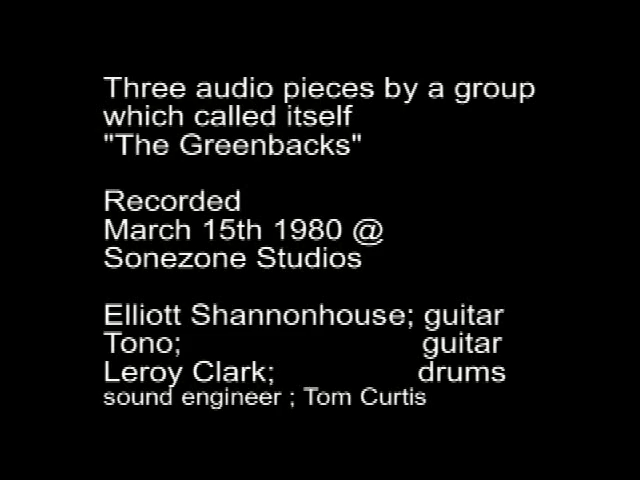 Three audio pieces by a group
which called itself
"The Greenbacks"
Recorded
March 15th 1980 @
Sonezone Studios
Elliott Shannonhouse; guitar
Tono; guitar
Leroy Clark; drums
sound engineer ; Tom Curtis